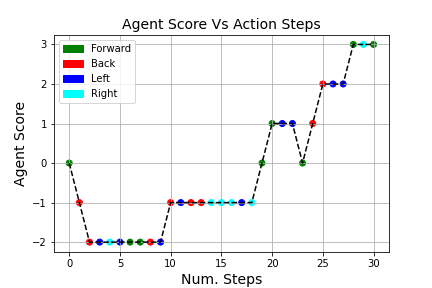 Agent Score Vs Action Steps
Agent Score
3
2
1
0
−1
−2
Forward
Back
Left
Right
0 5 10 15 20 25 30
Num. Steps